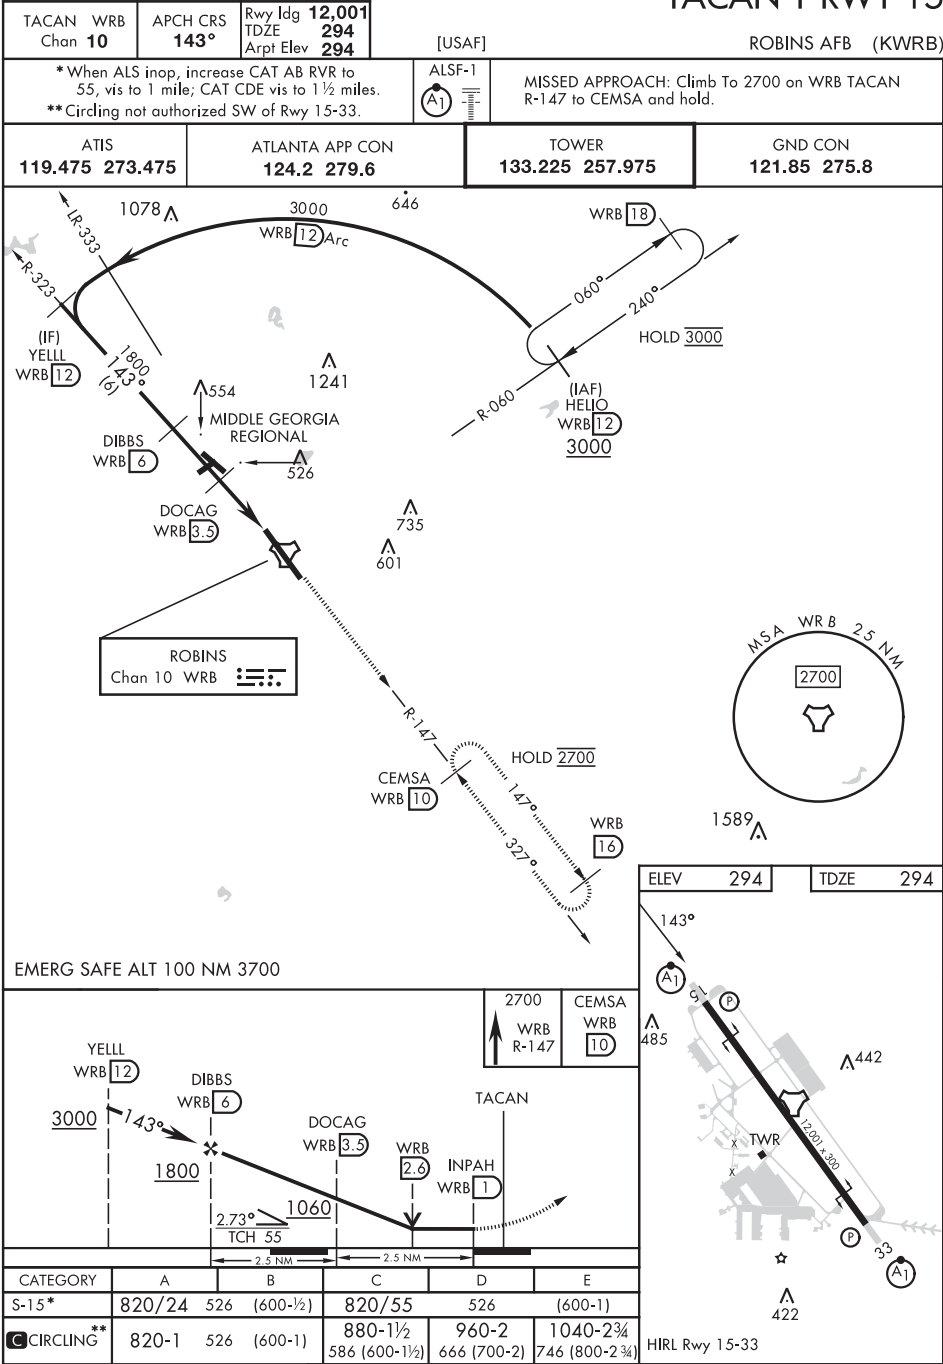 TACAN WRB
Chan 10
APCH CRS
143°
Rwy ldg 12,001
TDZE 294
Arpt Elev 294
[USAF]
ROBINS AFB (KWRB)
* When ALS inop, increase CAT AB RVR to
55, vis to 1 mile; CAT CDE vis to 1½ miles.
** Circling not authorized SW of Rwy 15-33.
ALSF-1
A1
MISSED APPROACH: Climb To 2700 on WRB TACAN
R-147 to CEMSA and hold.
ATIS
119.475 273.475
ATLANTA APP CON
124.2 279.6
TOWER
133.225 257.975
GND CON
121.85 275.8
1078
3000
WRB 12 Arc
646
WRB 18
LR-333
R-323
060°
240°
HOLD 3000
(IF)
YELLL
WRB 12
1800
143°
(6)
1241
554
R-060
(IAF)
HELIO
WRB 12
3000
MIDDLE GEORGIA
REGIONAL
DIBBS
WRB 6
526
DOCAG
WRB 3.5
735
601
ROBINS
Chan 10 WRB
MSA WRB 25 NM
2700
R-147
HOLD 2700
CEMSA
WRB 10
147°
327°
WRB
16
1589
EMERG SAFE ALT 100 NM 3700
ELEV 294
TDZE 294
143°
A1
15
P
485
442
12,001 x 300
X
TWR
X
P
33
A1
422
HIRL Rwy 15-33
2700
WRB
R-147
CEMSA
WRB
10
YELLL
WRB 12
3000
143°
DIBBS
WRB 6
1800
DOCAG
WRB 3.5
1060
WRB
2.6
INPAH
WRB 1
TACAN
2.73°
TCH 55
2.5 NM
2.5 NM
CATEGORY A B C D E
S-15* 820/24 526 (600-½) 820/55 526 (600-1)
C CIRCLING** 820-1 526 (600-1) 880-1½ 586 (600-1½) 960-2 666 (700-2) 1040-2¾ 746 (800-2¾)